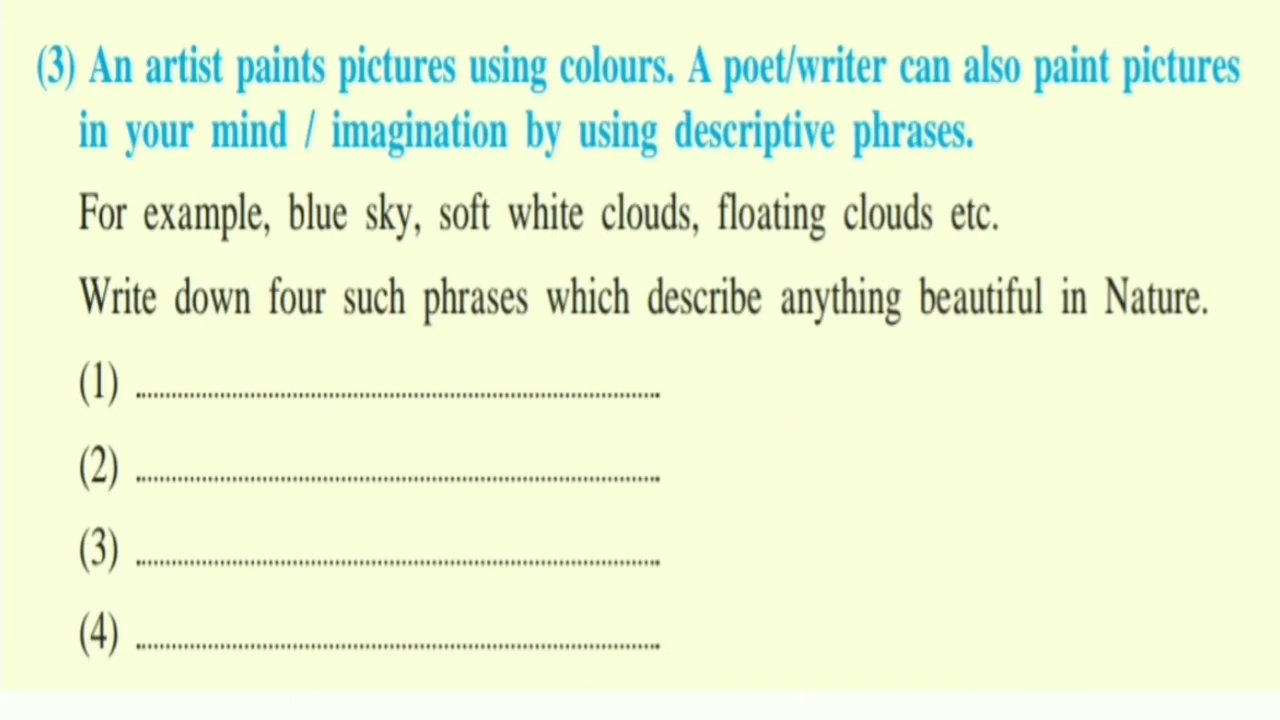 (3) An artist paints pictures using colours. A poet/writer can also paint pictures
in your mind / imagination by using descriptive phrases.
For example, blue sky, soft white clouds, floating clouds etc.
Write down four such phrases which describe anything beautiful in Nature.
(1) ..........................................................................................
(2) ..........................................................................................
(3) ..........................................................................................
(4) ..........................................................................................